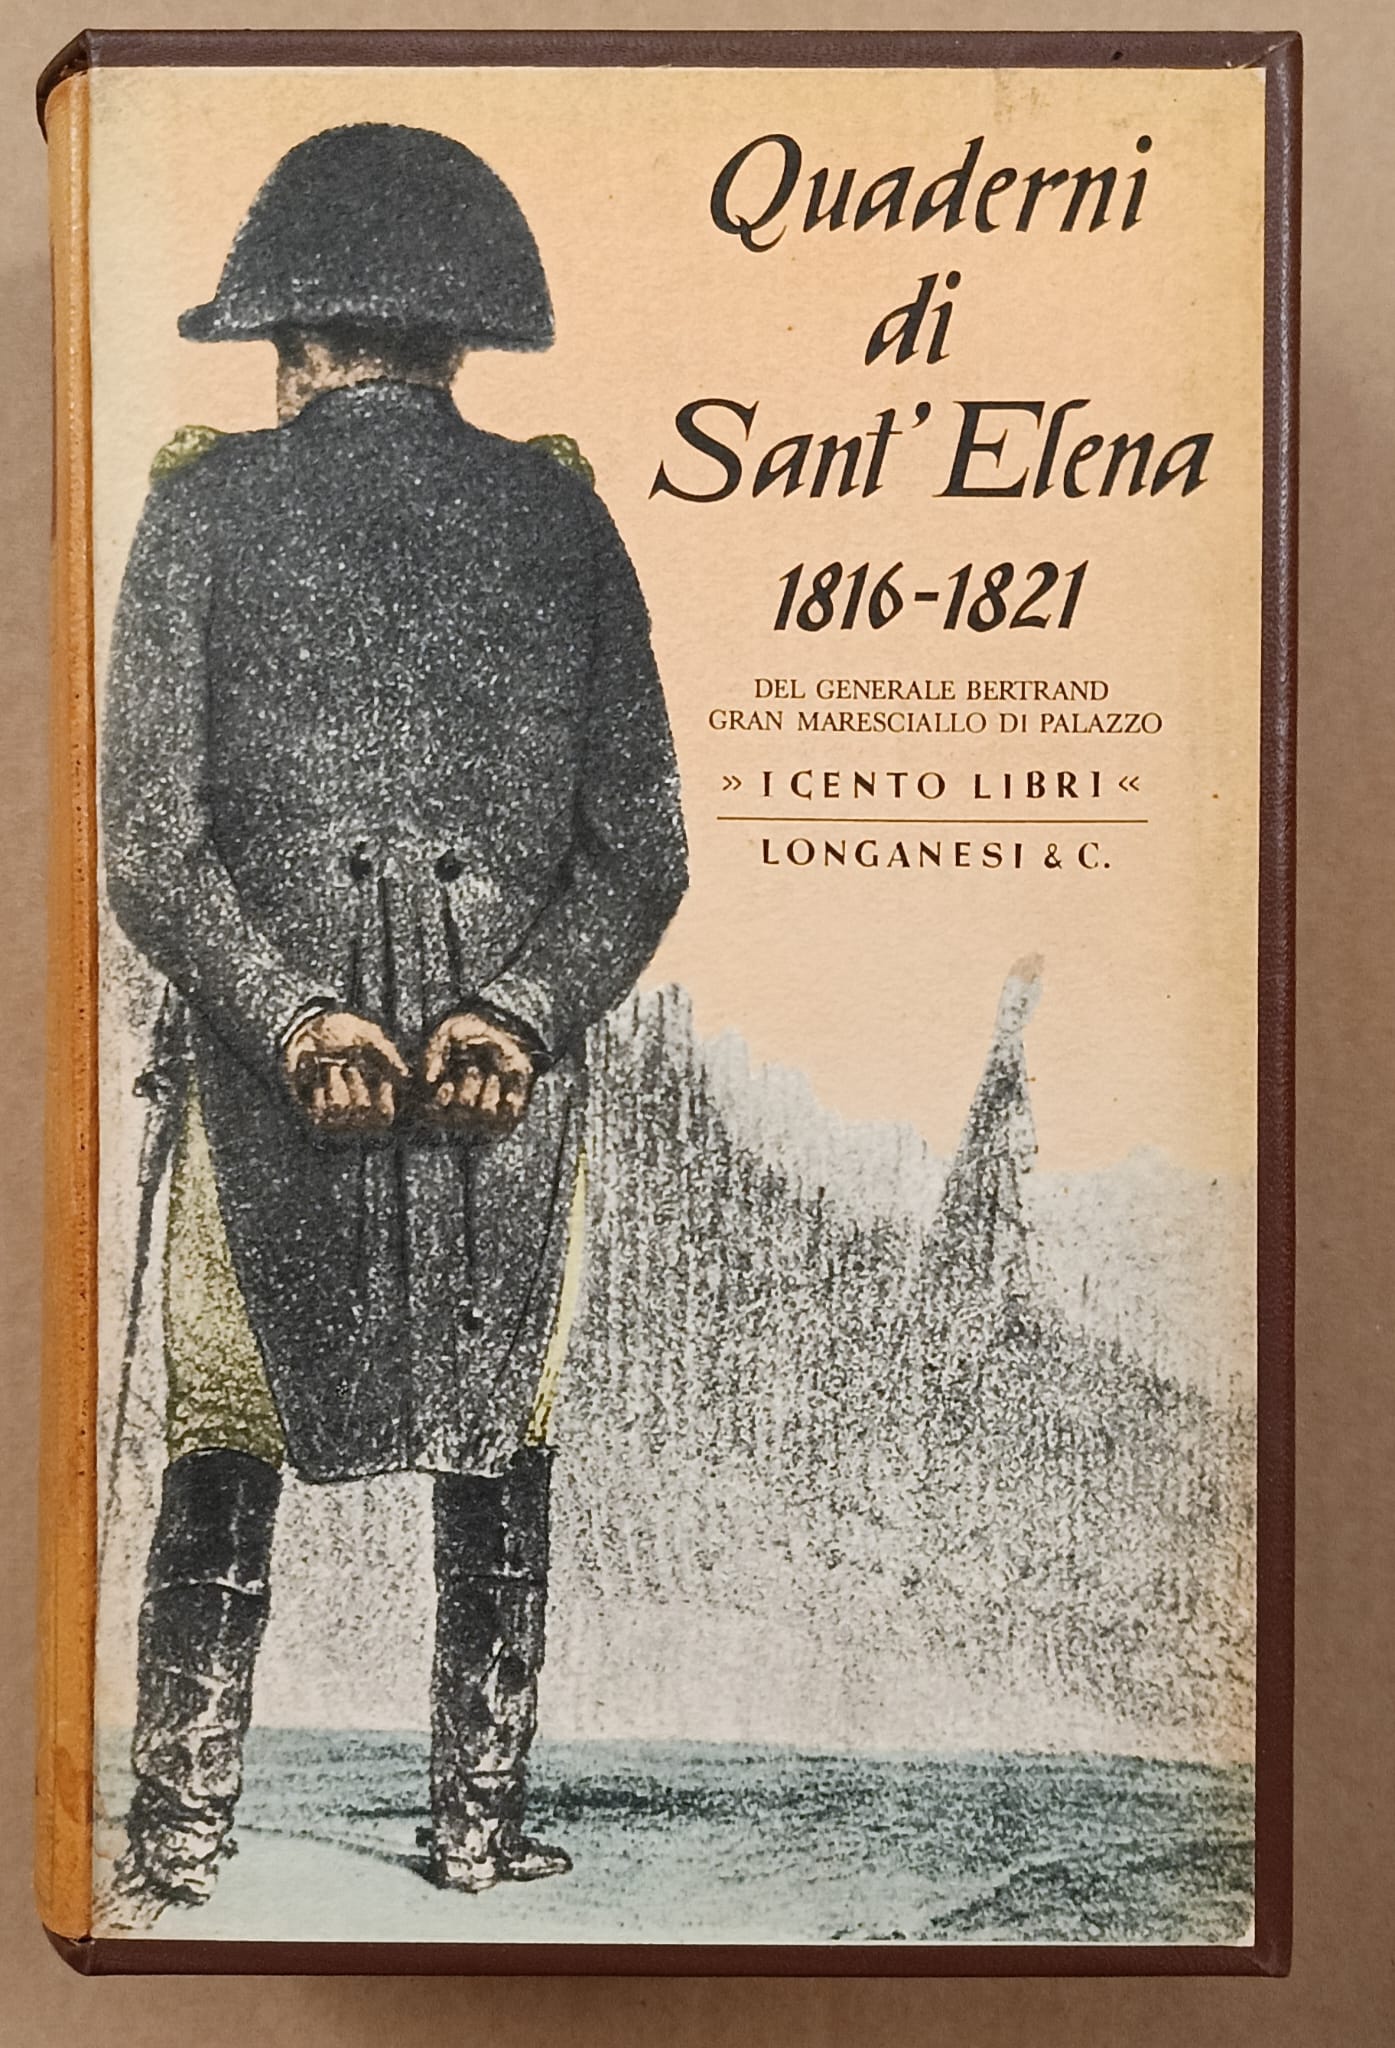 Quaderni
di
Sant' Elena
1816-1821
DEL GENERALE BERTRAND
GRAN MARESCIALLO DI PALAZZO
» I CENTO LIBRI «
LONGANESI & C.